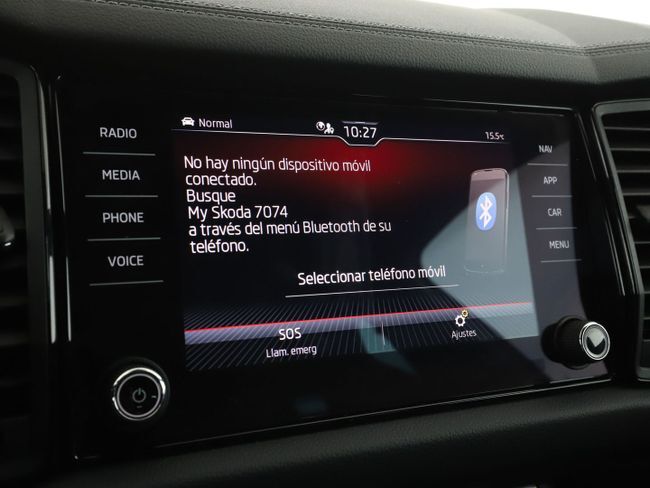 RADIO
MEDIA
PHONE
VOICE
Normal
10:27
15.5°C
No hay ningún dispositivo móvil
conectado.
Busque
My Skoda 7074
a través del menú Bluetooth de su
teléfono.
Seleccionar teléfono móvil
SOS
Llam. emerg
Ajustes
NAV
APP
CAR
MENU